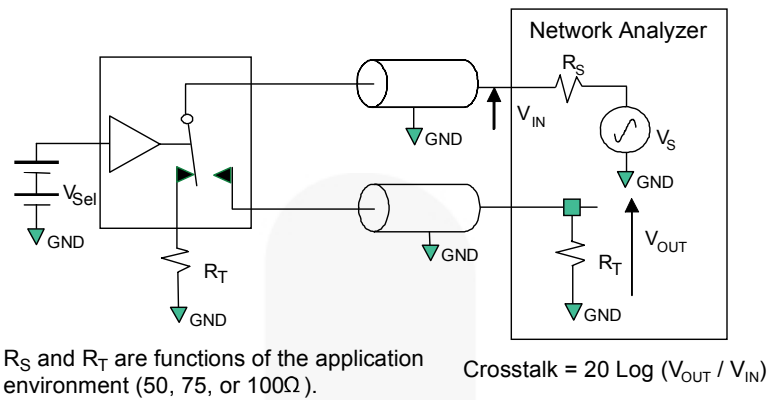 Network Analyzer
R_S
V_IN
V_S
GND
GND
V_Sel
GND
GND
R_T
V_OUT
R_T
GND
GND
R_S and R_T are functions of the application
environment (50, 75, or 100Ω ).
Crosstalk = 20 Log (V_OUT / V_IN)